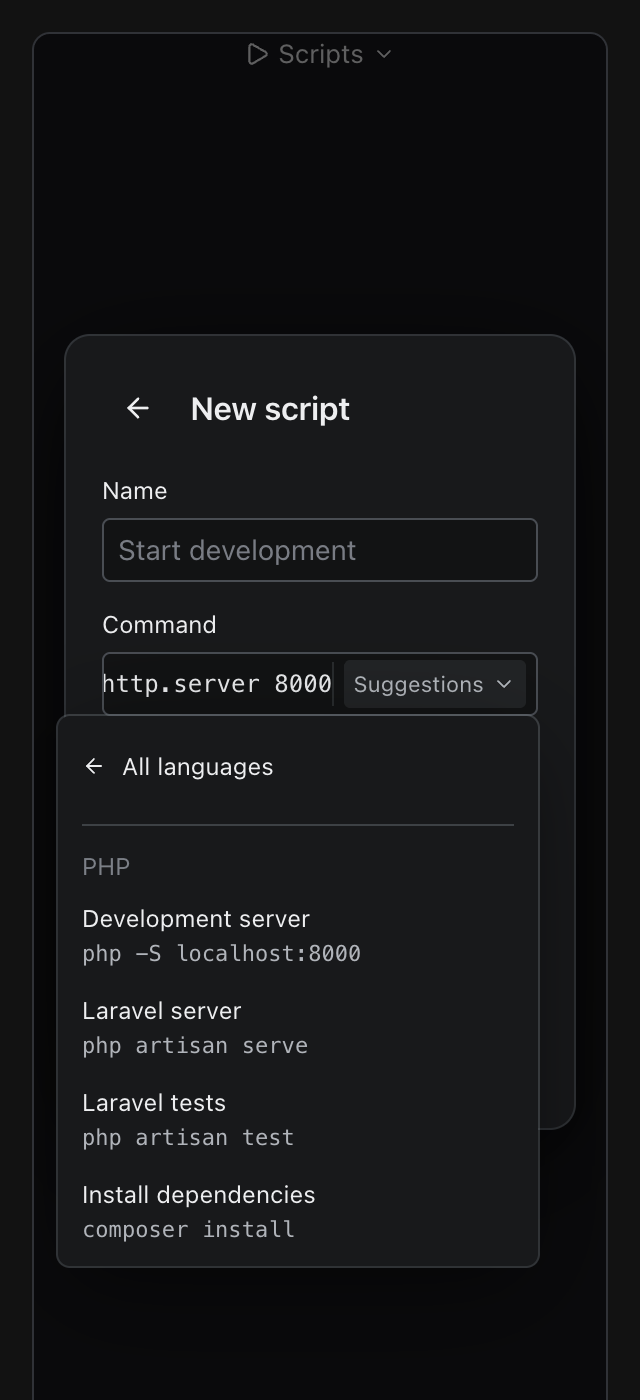 Scripts
New script
Name
Start development
Command
http.server 8000
Suggestions
All languages
PHP
Development server
php -S localhost:8000
Laravel server
php artisan serve
Laravel tests
php artisan test
Install dependencies
composer install